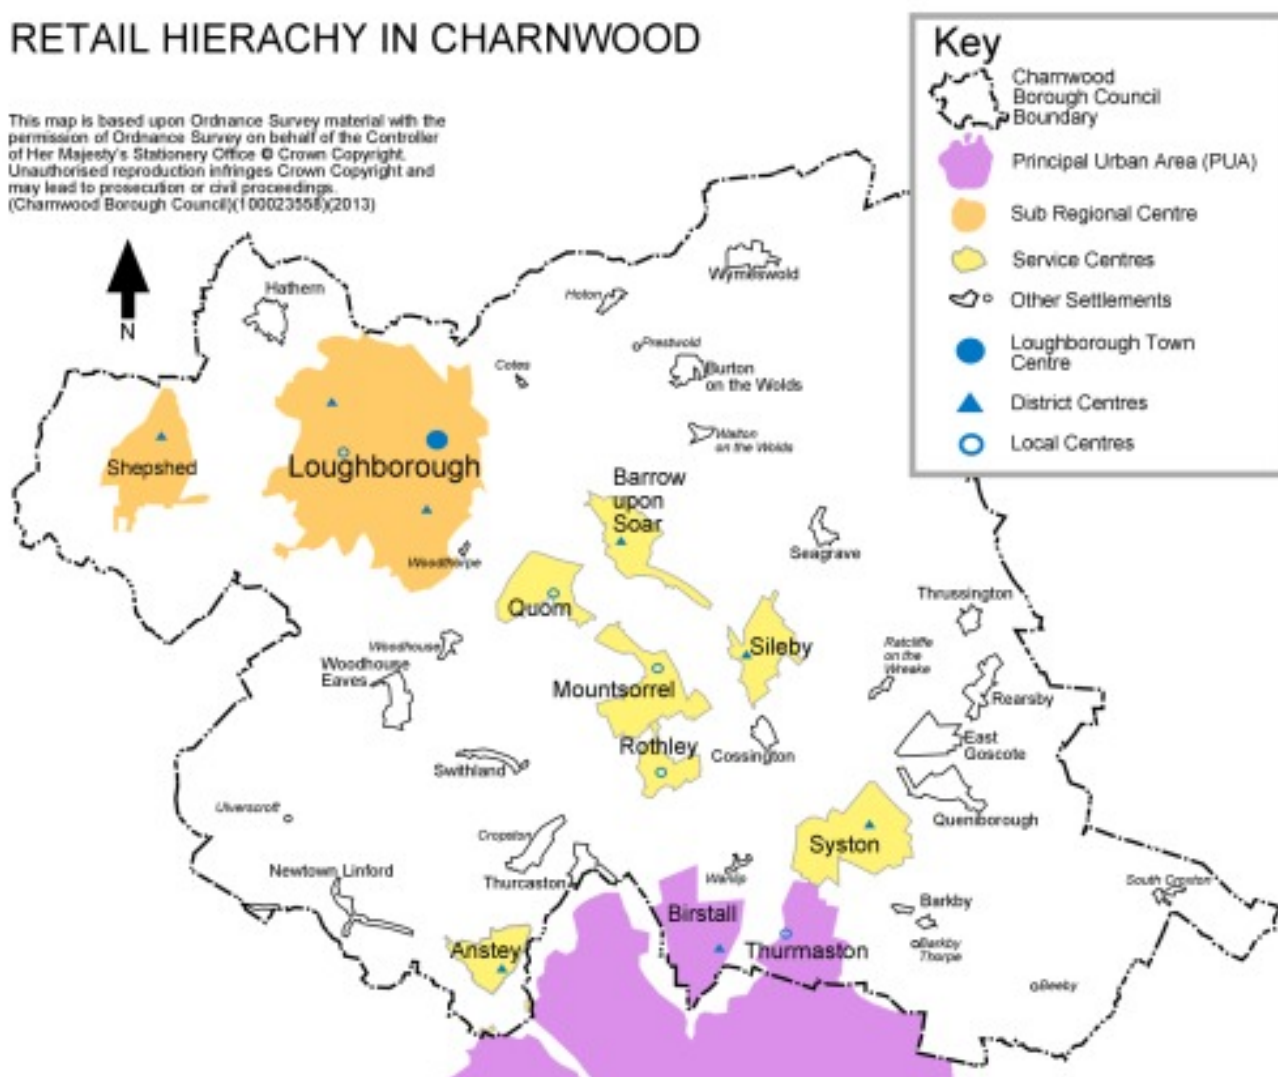 RETAIL HIERACHY IN CHARNWOOD
This map is based upon Ordnance Survey material with the
permission of Ordnance Survey on behalf of the Controller
of Her Majesty's Stationery Office © Crown Copyright.
Unauthorised reproduction infringes Crown Copyright and
may lead to prosecution or civil proceedings.
(Charnwood Borough Council)(100023558)(2013)
N
Key
Charnwood
Borough Council
Boundary
Principal Urban Area (PUA)
Sub Regional Centre
Service Centres
Other Settlements
Loughborough Town
Centre
District Centres
Local Centres
Wymeswold
Hathern
Hoton
Prestwold
Cotes
Burton
on the Wolds
Walton
on the Wolds
Shepshed
Loughborough
Barrow
upon
Soar
Seagrave
Woodthorpe
Quorn
Thrussington
Woodhouse
Sileby
Ratcliffe
on the
Wreake
Woodhouse
Eaves
Mountsorrel
Rearsby
Rothley
Cossington
East
Goscote
Swithland
Ulverscroft
Queniborough
Cropston
Syston
Newtown Linford
Thurcaston
Wanlip
South Croxton
Barkby
Birstall
Anstey
Thurmaston
Barkby
Thorpe
Beeby